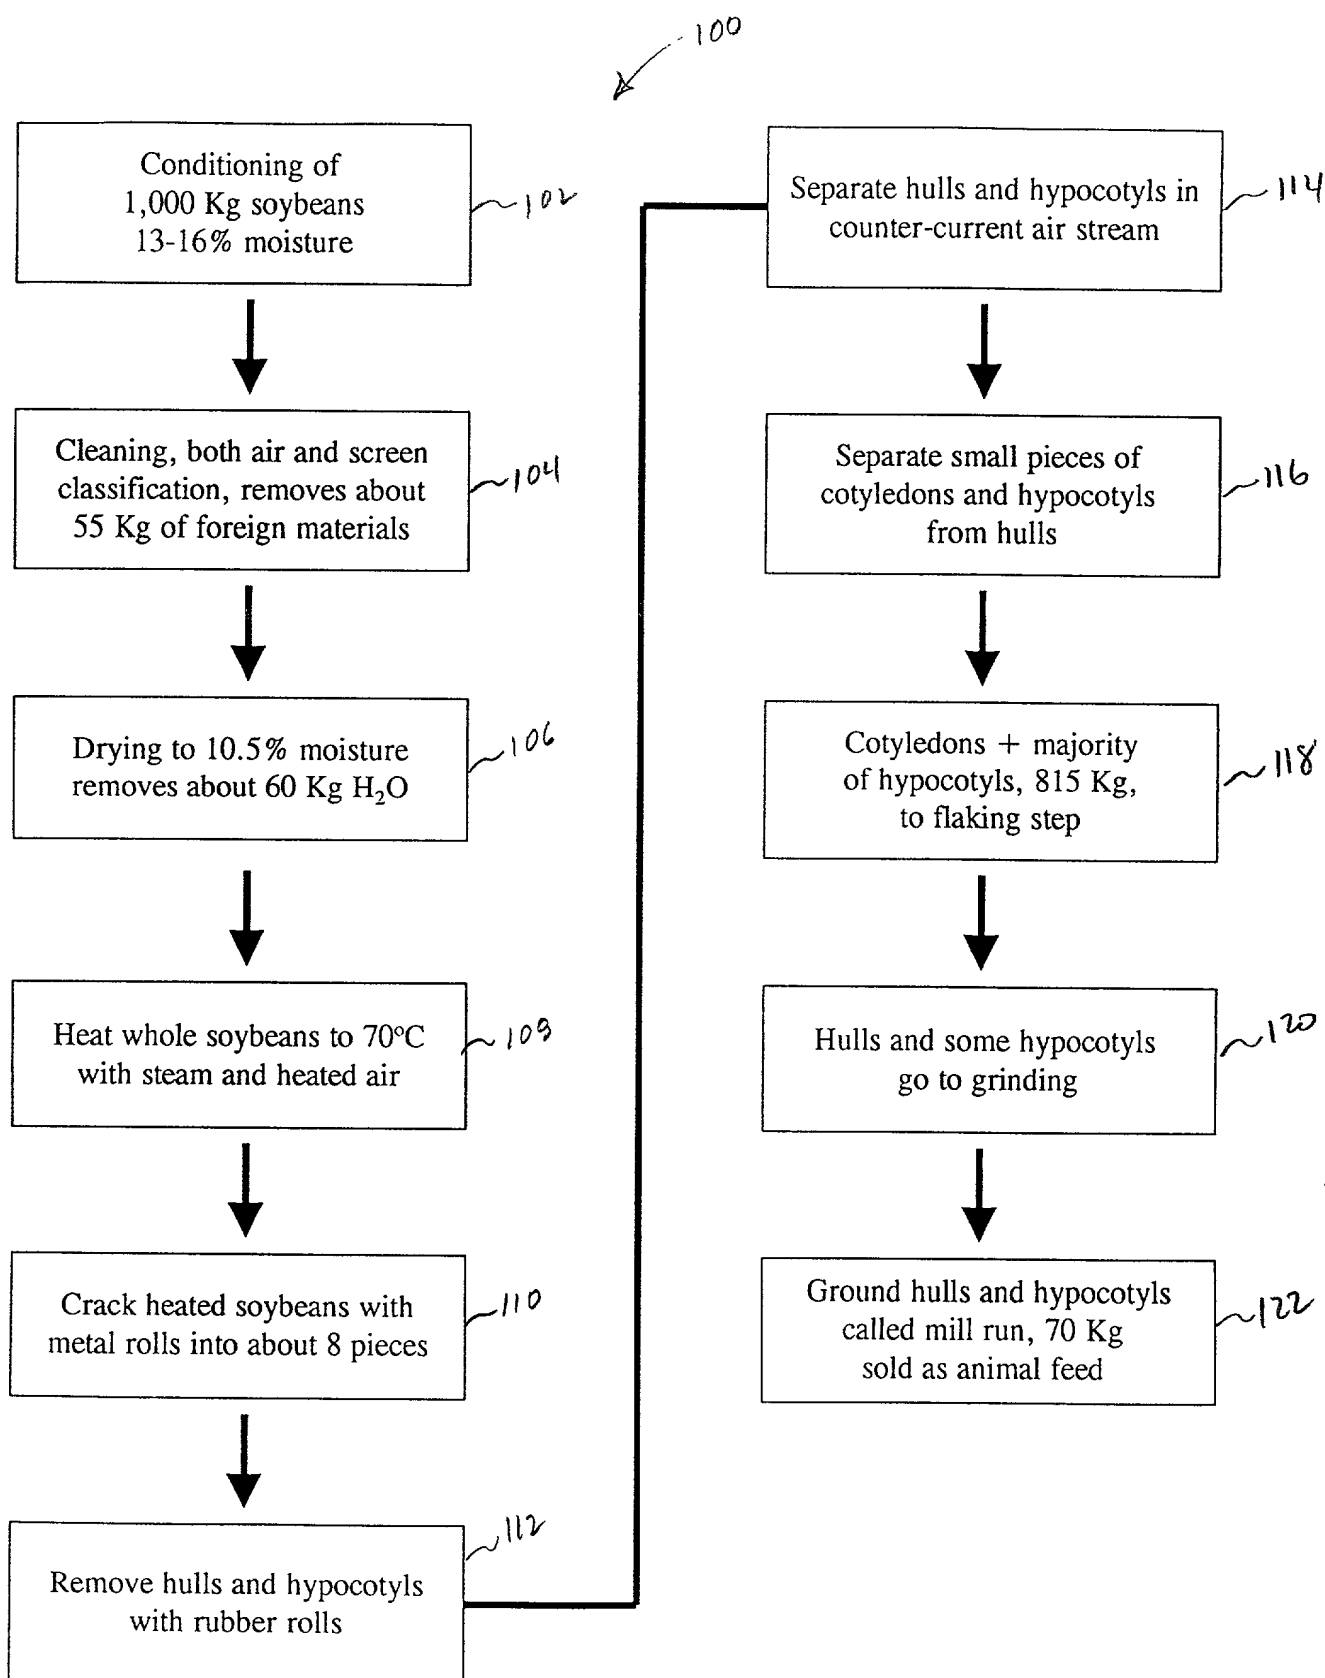 100
Conditioning of
1,000 Kg soybeans
13-16% moisture
102
Cleaning, both air and screen
classification, removes about
55 Kg of foreign materials
104
Drying to 10.5% moisture
removes about 60 Kg H₂O
106
Heat whole soybeans to 70°C
with steam and heated air
108
Crack heated soybeans with
metal rolls into about 8 pieces
110
Remove hulls and hypocotyls
with rubber rolls
112
Separate hulls and hypocotyls in
counter-current air stream
114
Separate small pieces of
cotyledons and hypocotyls
from hulls
116
Cotyledons + majority
of hypocotyls, 815 Kg,
to flaking step
118
Hulls and some hypocotyls
go to grinding
120
Ground hulls and hypocotyls
called mill run, 70 Kg
sold as animal feed
122